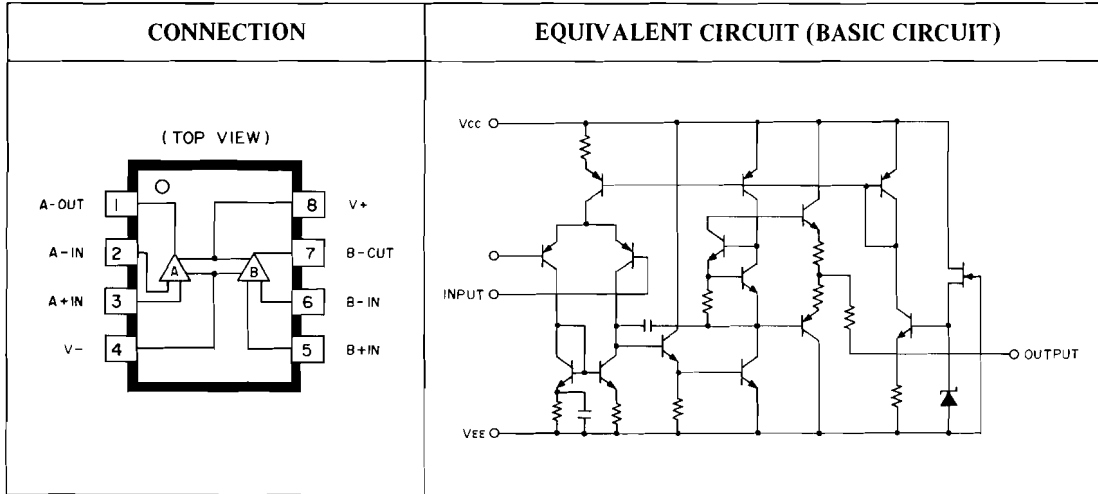 CONNECTION
EQUIVALENT CIRCUIT (BASIC CIRCUIT)
(TOP VIEW)
A-OUT 1
8 V+
A-IN 2
7 B-CUT
A+IN 3
6 B-IN
V- 4
5 B+IN
A
B
VCC
INPUT
OUTPUT
VEE